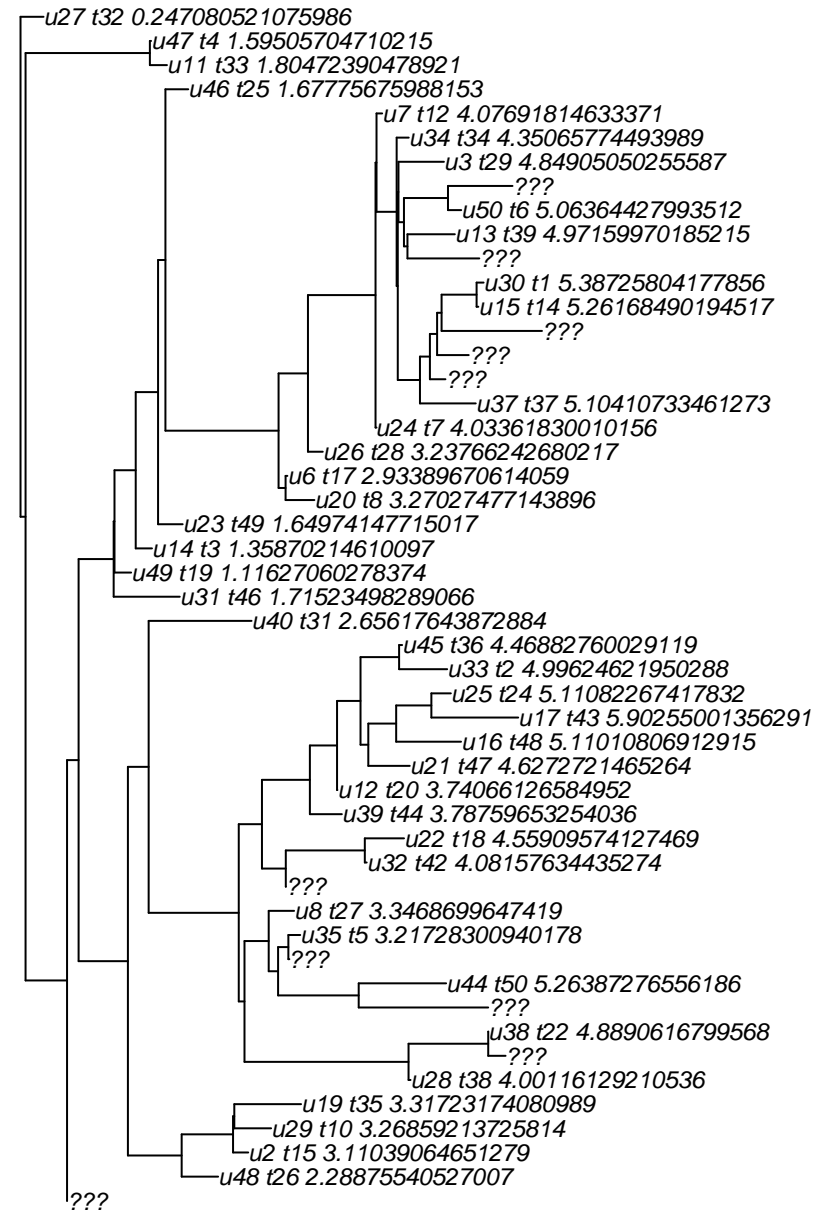 u27 t32 0.247080521075986
u47 t4 1.59505704710215
u11 t33 1.80472390478921
u46 t25 1.67775675988153
u7 t12 4.07691814633371
u34 t34 4.35065774493989
u3 t29 4.84905050255587
???
u50 t6 5.06364427993512
u13 t39 4.97159970185215
???
u30 t1 5.38725804177856
u15 t14 5.26168490194517
???
???
???
u37 t37 5.10410733461273
u24 t7 4.03361830010156
u26 t28 3.23766242680217
u6 t17 2.93389670614059
u20 t8 3.27027477143896
u23 t49 1.64974147715017
u14 t3 1.35870214610097
u49 t19 1.11627060278374
u31 t46 1.71523498289066
u40 t31 2.65617643872884
u45 t36 4.46882760029119
u33 t2 4.99624621950288
u25 t24 5.11082267417832
u17 t43 5.90255001356291
u16 t48 5.11010806912915
u21 t47 4.6272721465264
u12 t20 3.74066126584952
u39 t44 3.78759653254036
u22 t18 4.55909574127469
u32 t42 4.08157634435274
???
u8 t27 3.3468699647419
u35 t5 3.21728300940178
???
u44 t50 5.26387276556186
???
u38 t22 4.8890616799568
???
u28 t38 4.00116129210536
u19 t35 3.31723174080989
u29 t10 3.26859213725814
u2 t15 3.11039064651279
u48 t26 2.28875540527007
???